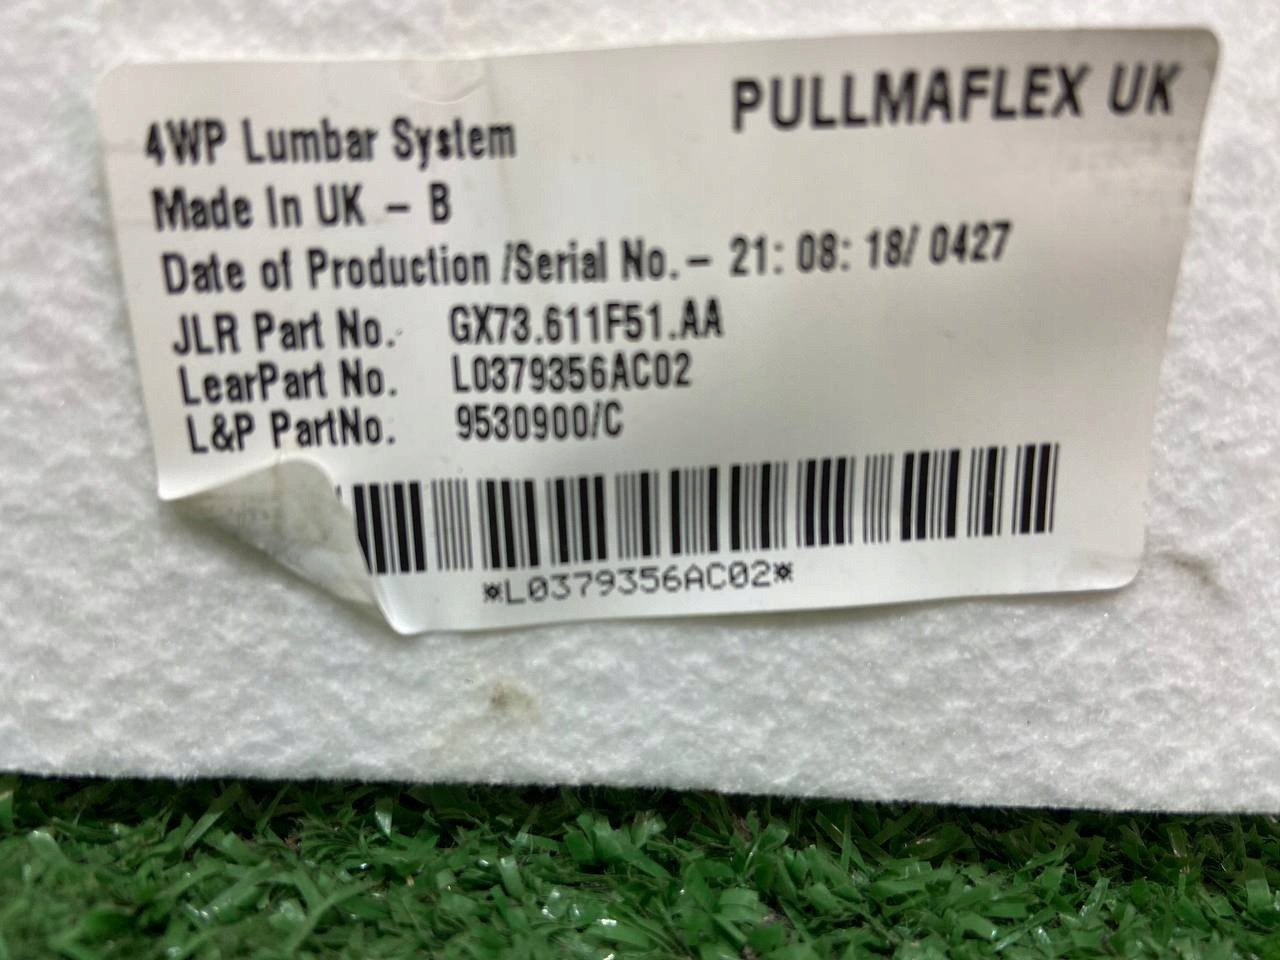 PULLMAFLEX UK
4WP Lumbar System
Made In UK - B
Date of Production /Serial No.- 21: 08: 18/ 0427
JLR Part No. GX73.611F51.AA
LearPart No. L0379356AC02
L&P PartNo. 9530900/C
*L0379356AC02*